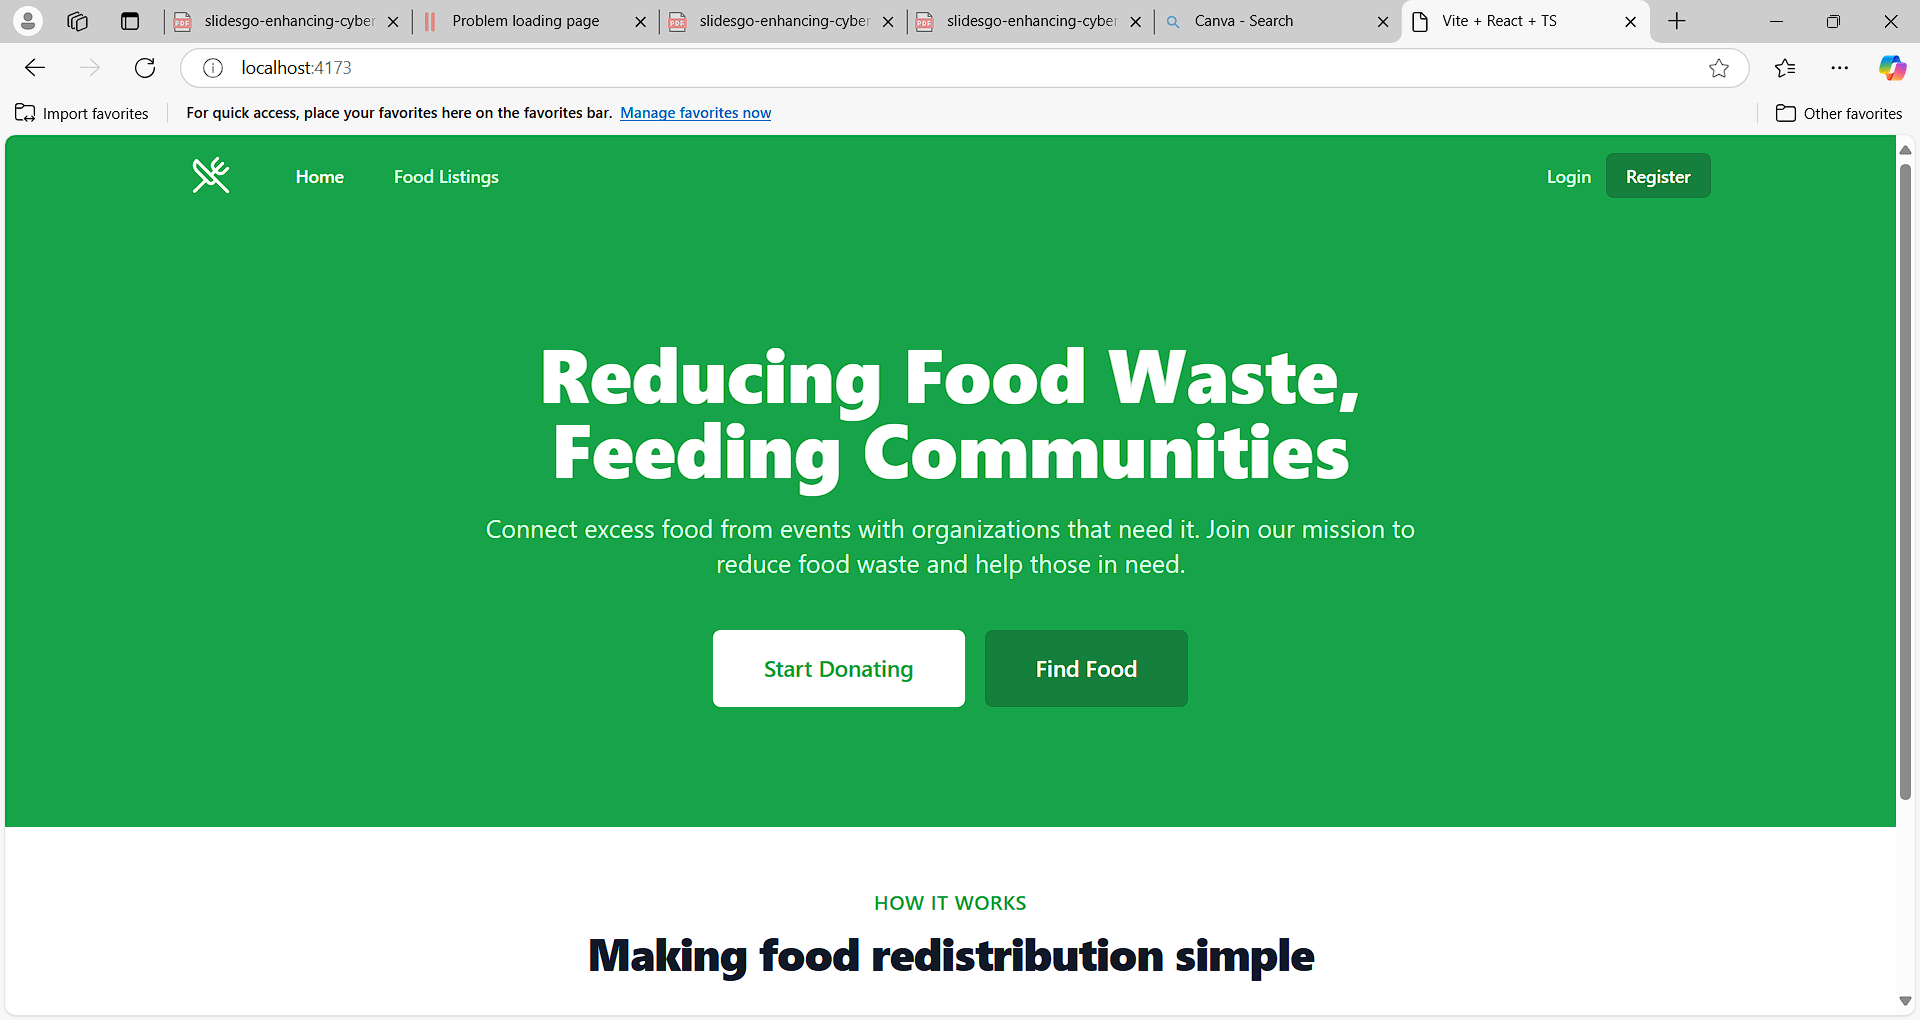 slidesgo-enhancing-cyber
Problem loading page
slidesgo-enhancing-cyber
slidesgo-enhancing-cyber
Canva - Search
Vite + React + TS
localhost:4173
Import favorites
For quick access, place your favorites here on the favorites bar. Manage favorites now
Other favorites
Home
Food Listings
Login
Register
Reducing Food Waste,
Feeding Communities
Connect excess food from events with organizations that need it. Join our mission to
reduce food waste and help those in need.
Start Donating
Find Food
HOW IT WORKS
Making food redistribution simple